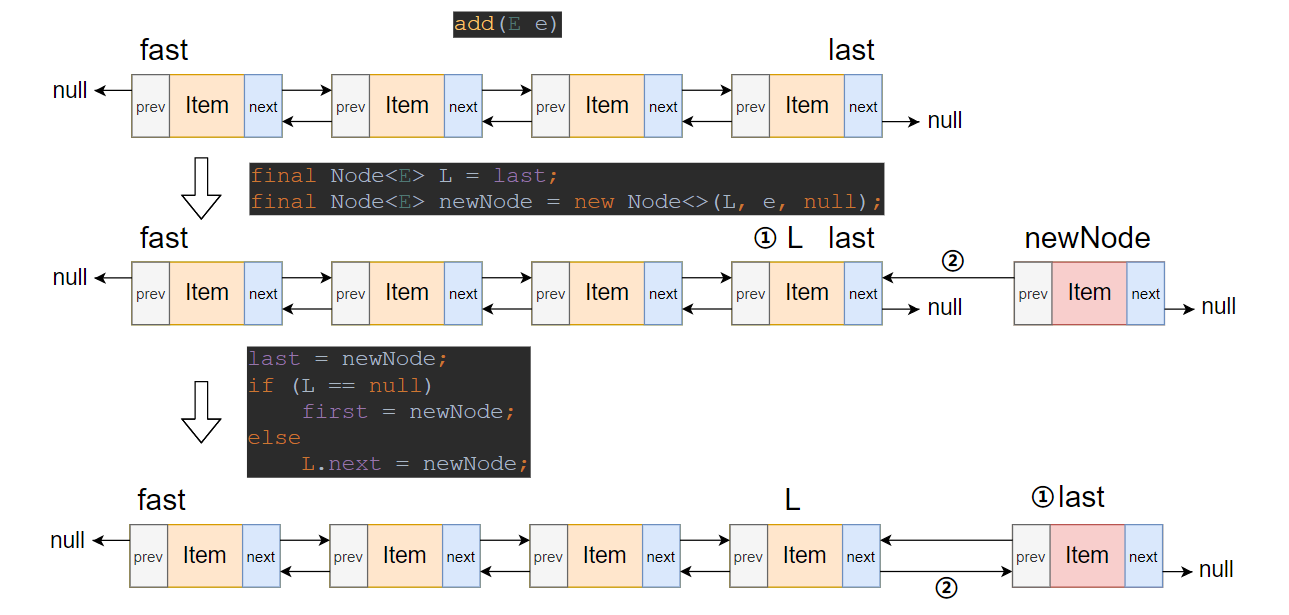 add(E e)
fast last
null prev Item next prev Item next prev Item next prev Item next null
final Node<E> L = last;
final Node<E> newNode = new Node<>(L, e, null);
fast ① L last newNode
②
null prev Item next prev Item next prev Item next prev Item next null prev Item next null
last = newNode;
if (L == null)
first = newNode;
else
L.next = newNode;
fast L ①last
null prev Item next prev Item next prev Item next prev Item next prev Item next null
②